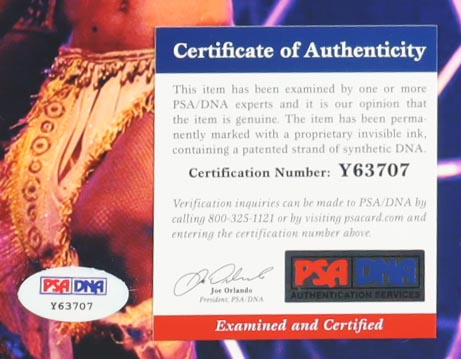 Certificate of Authenticity
This item has been examined by one or more
PSA/DNA experts and it is our opinion that
the item is genuine. The item has been perma-
nently marked with a proprietary invisible ink,
containing a patented strand of synthetic DNA.
Certification Number: Y63707
Verification inquiries can be made to PSA/DNA by
calling 800-325-1121 or by visiting psacard.com and
entering the certification number above.
Joe Orlando
President, PSA/DNA
PSA DNA
AUTHENTICATION SERVICES
Examined and Certified
PSA DNA
Y63707